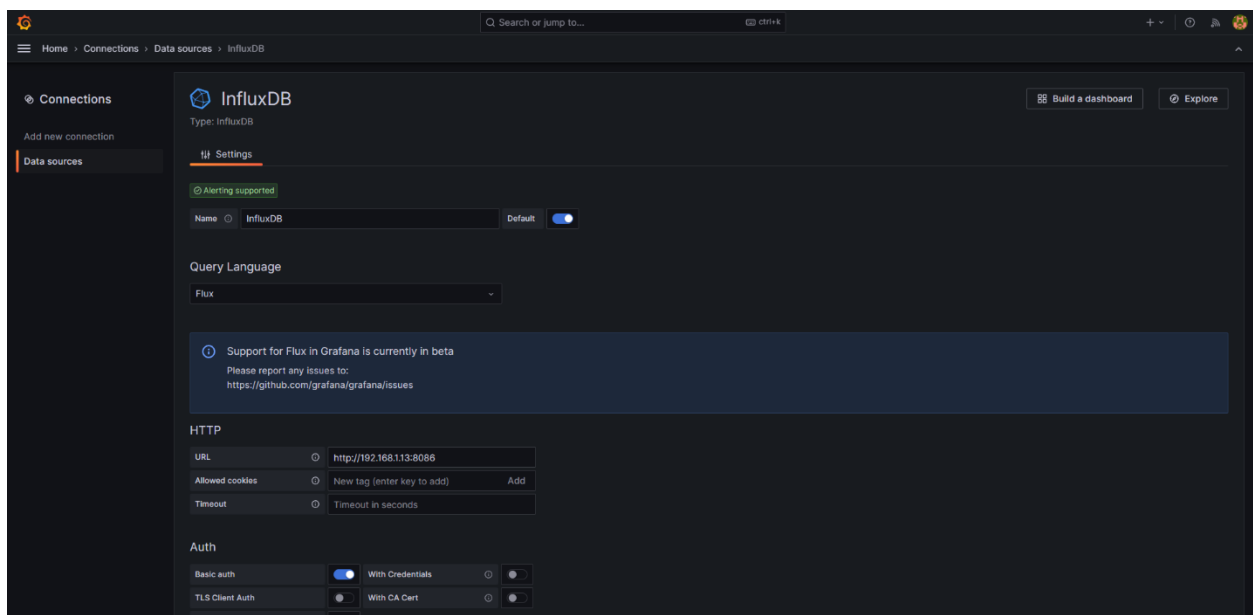 Search or jump to... ctrl+k
Home › Connections › Data sources › InfluxDB
Connections
Add new connection
Data sources
InfluxDB
Type: InfluxDB
Build a dashboard
Explore
Settings
Alerting supported
Name InfluxDB Default
Query Language
Flux
Support for Flux in Grafana is currently in beta
Please report any issues to:
https://github.com/grafana/grafana/issues
HTTP
URL http://192.168.1.13:8086
Allowed cookies New tag (enter key to add) Add
Timeout Timeout in seconds
Auth
Basic auth With Credentials
TLS Client Auth With CA Cert